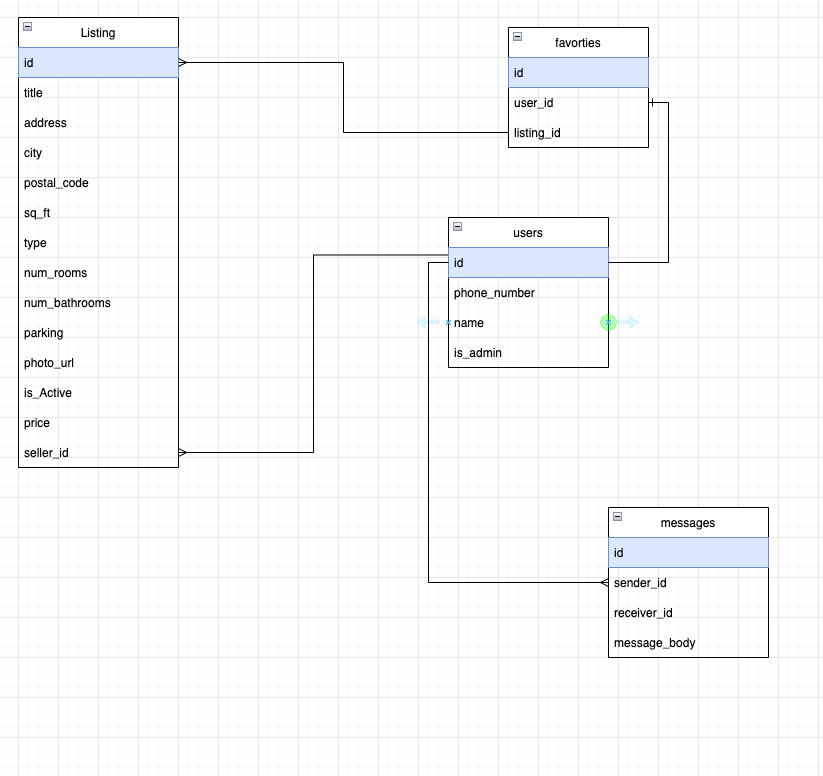 Listing
id
title
address
city
postal_code
sq_ft
type
num_rooms
num_bathrooms
parking
photo_url
is_Active
price
seller_id
favorties
id
user_id
listing_id
users
id
phone_number
name
is_admin
messages
id
sender_id
receiver_id
message_body